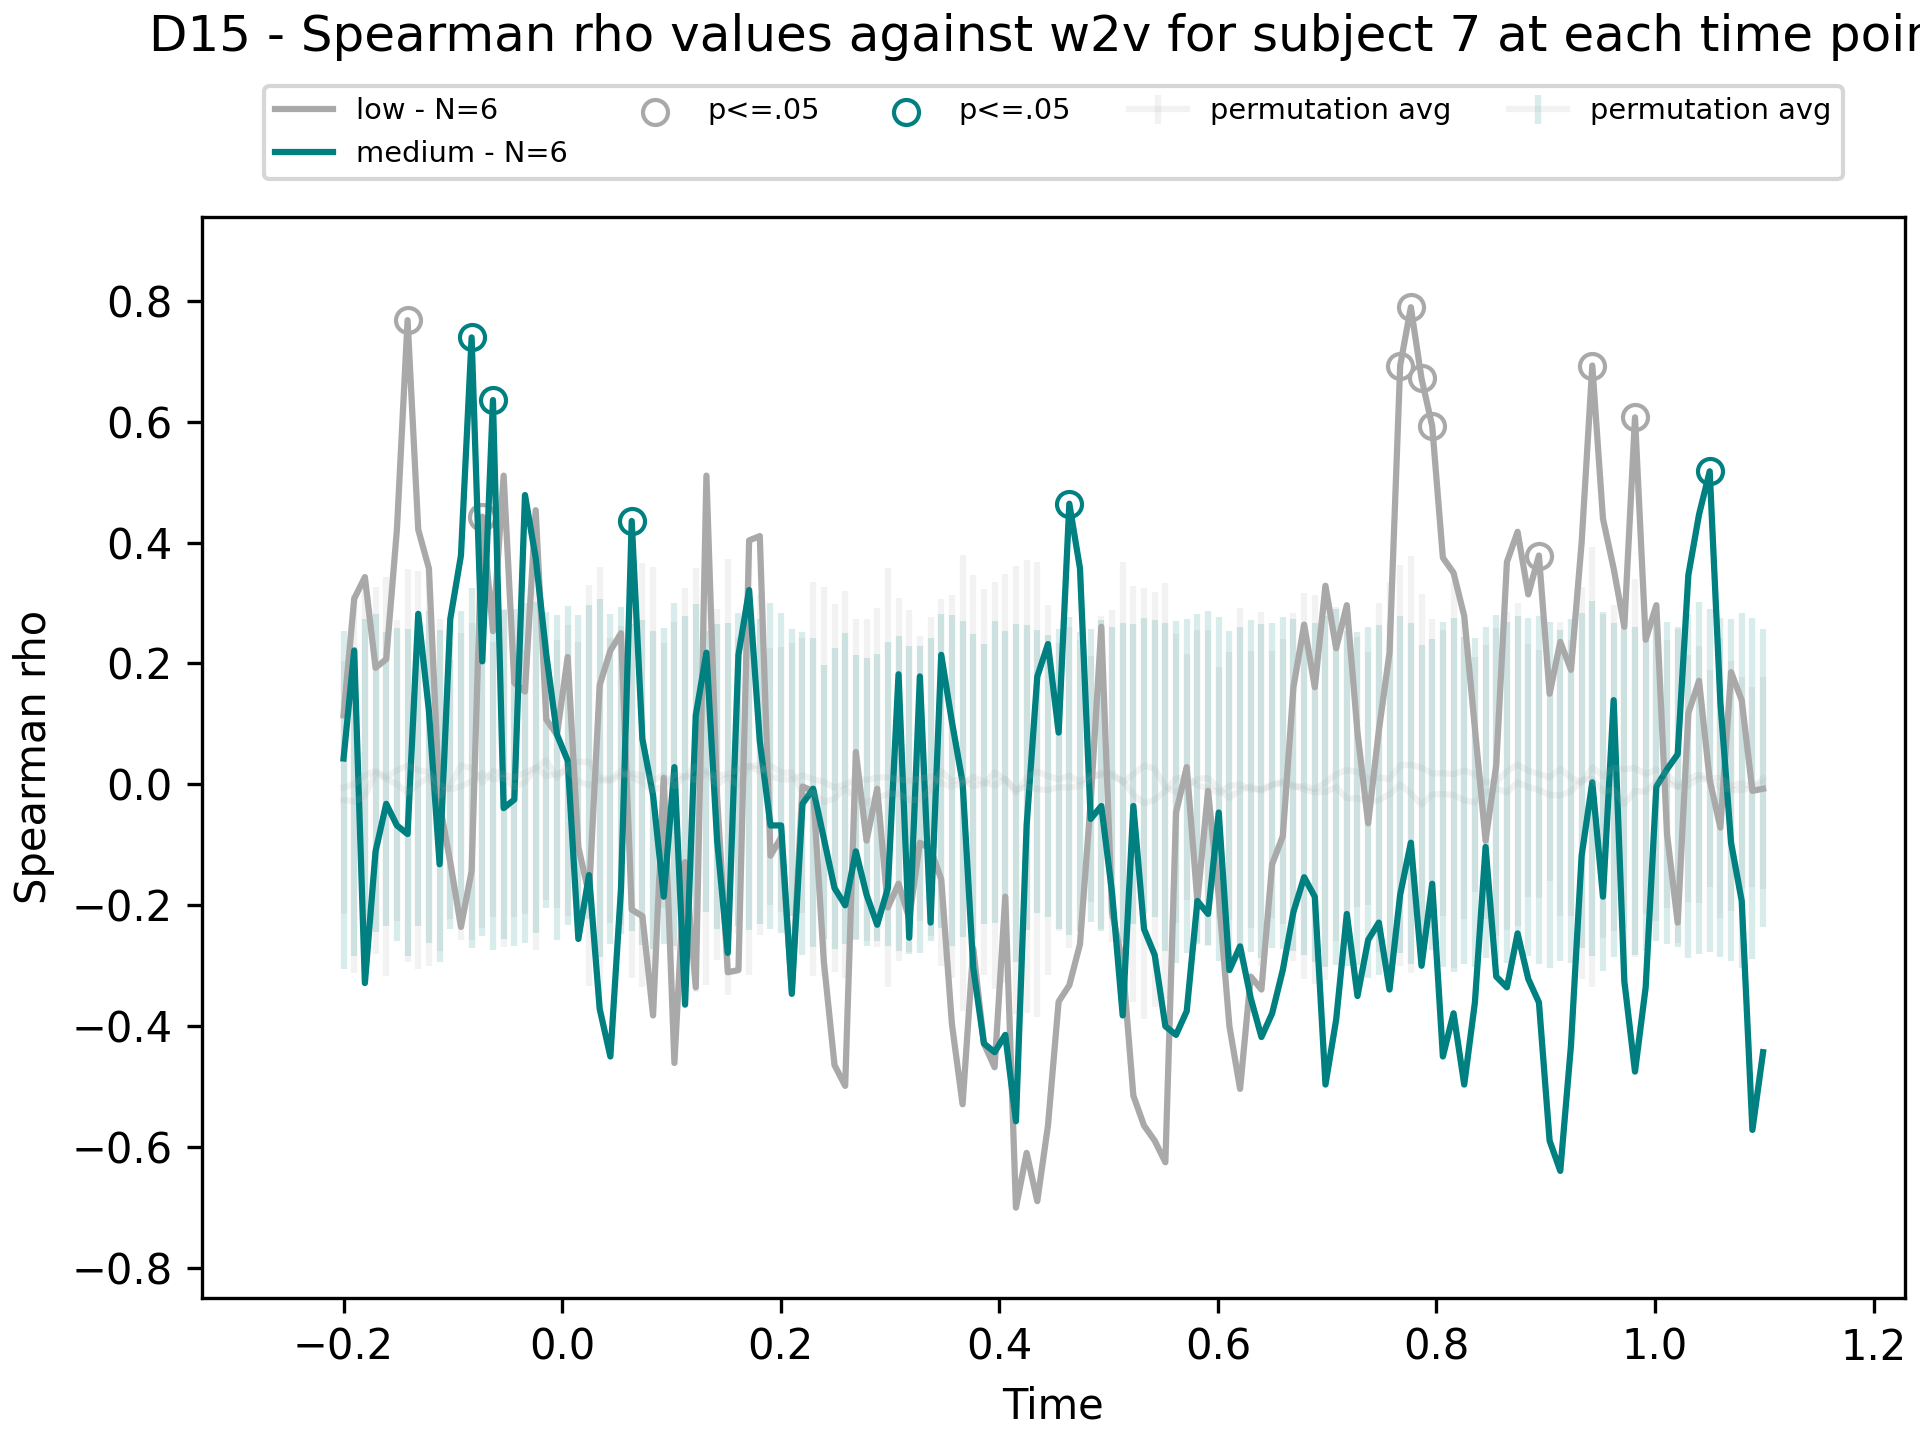 D15 - Spearman rho values against w2v for subject 7 at each time poin
low - N=6
medium - N=6
p<=.05
p<=.05
permutation avg
permutation avg
Spearman rho
0.8
0.6
0.4
0.2
0.0
−0.2
−0.4
−0.6
−0.8
−0.2 0.0 0.2 0.4 0.6 0.8 1.0 1.2
Time